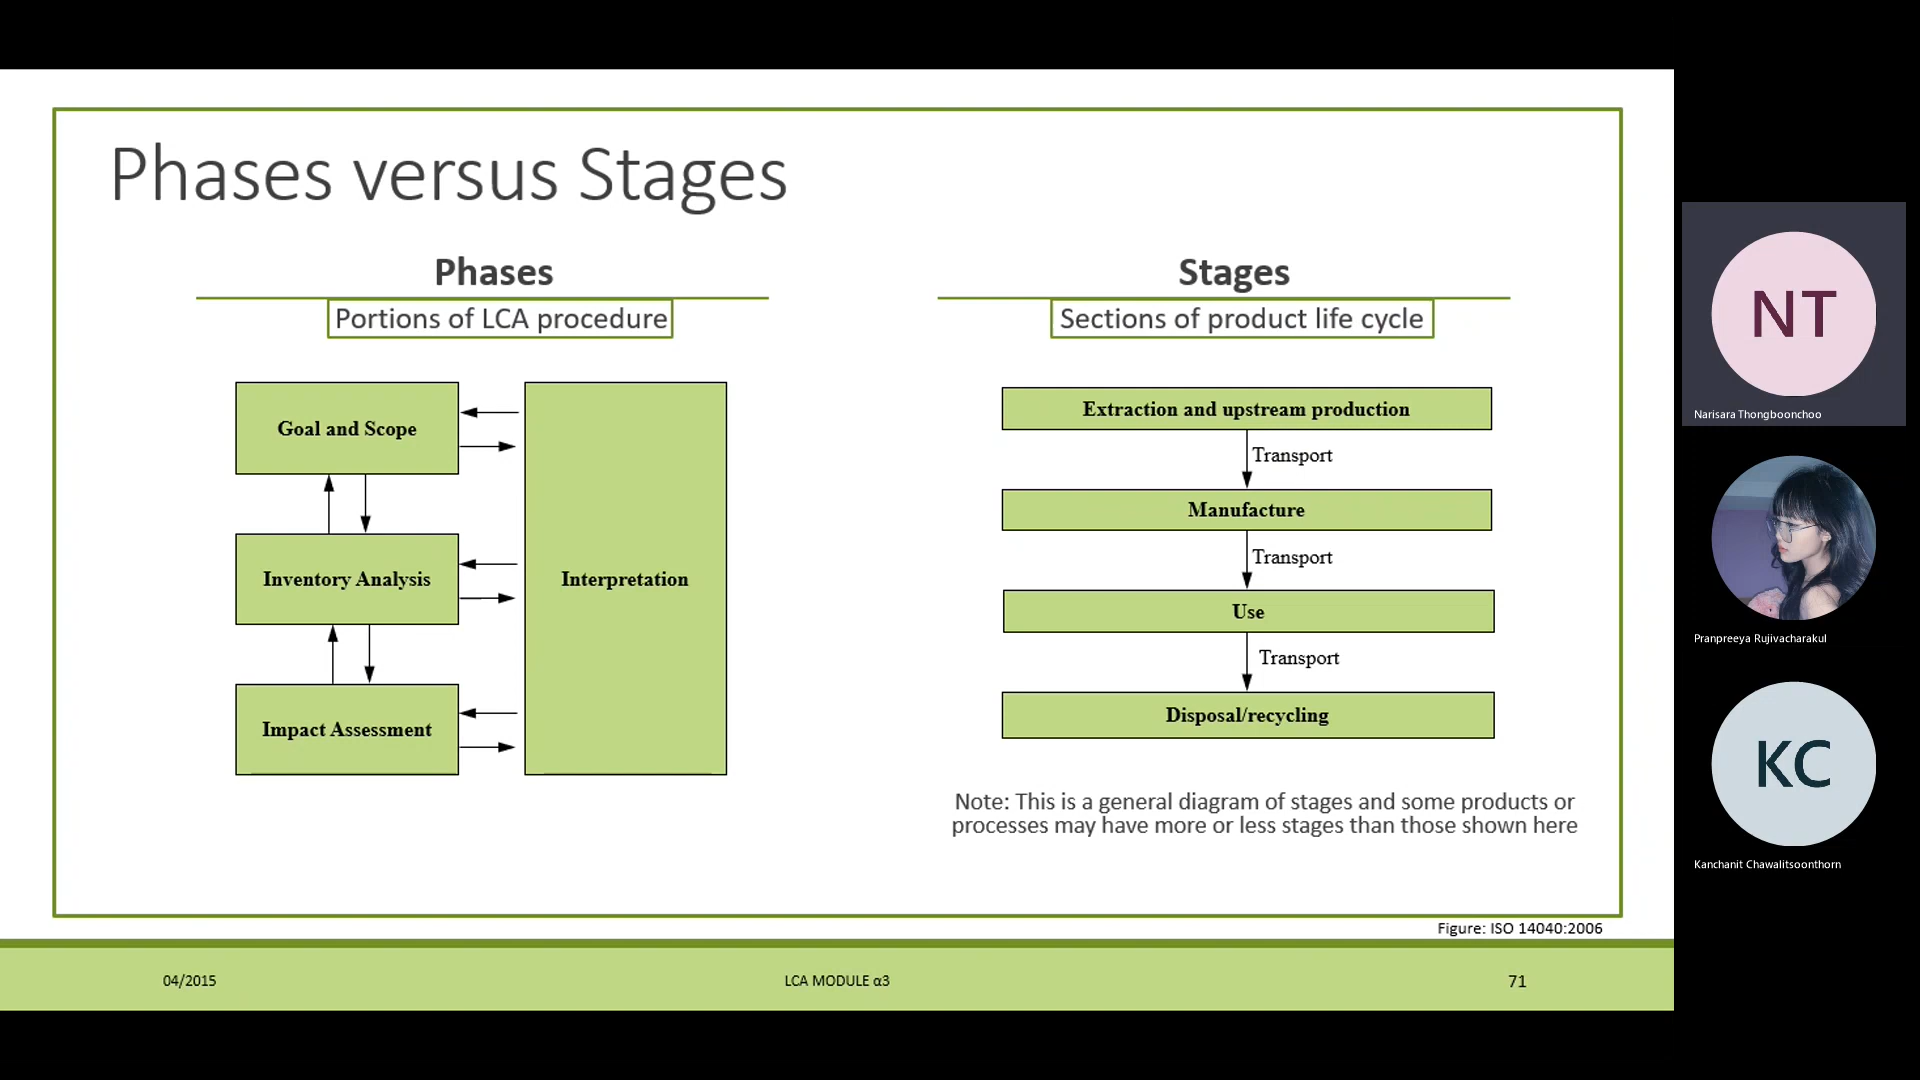 Phases versus Stages
Phases
Portions of LCA procedure
Goal and Scope
Inventory Analysis
Impact Assessment
Interpretation
Stages
Sections of product life cycle
Extraction and upstream production
Transport
Manufacture
Transport
Use
Transport
Disposal/recycling
Note: This is a general diagram of stages and some products or
processes may have more or less stages than those shown here
Figure: ISO 14040:2006
04/2015
LCA MODULE α3
71
NT
Narisara Thongboonchoo
Pranpreeya Rujivacharakul
KC
Kanchanit Chawalitsoonthorn